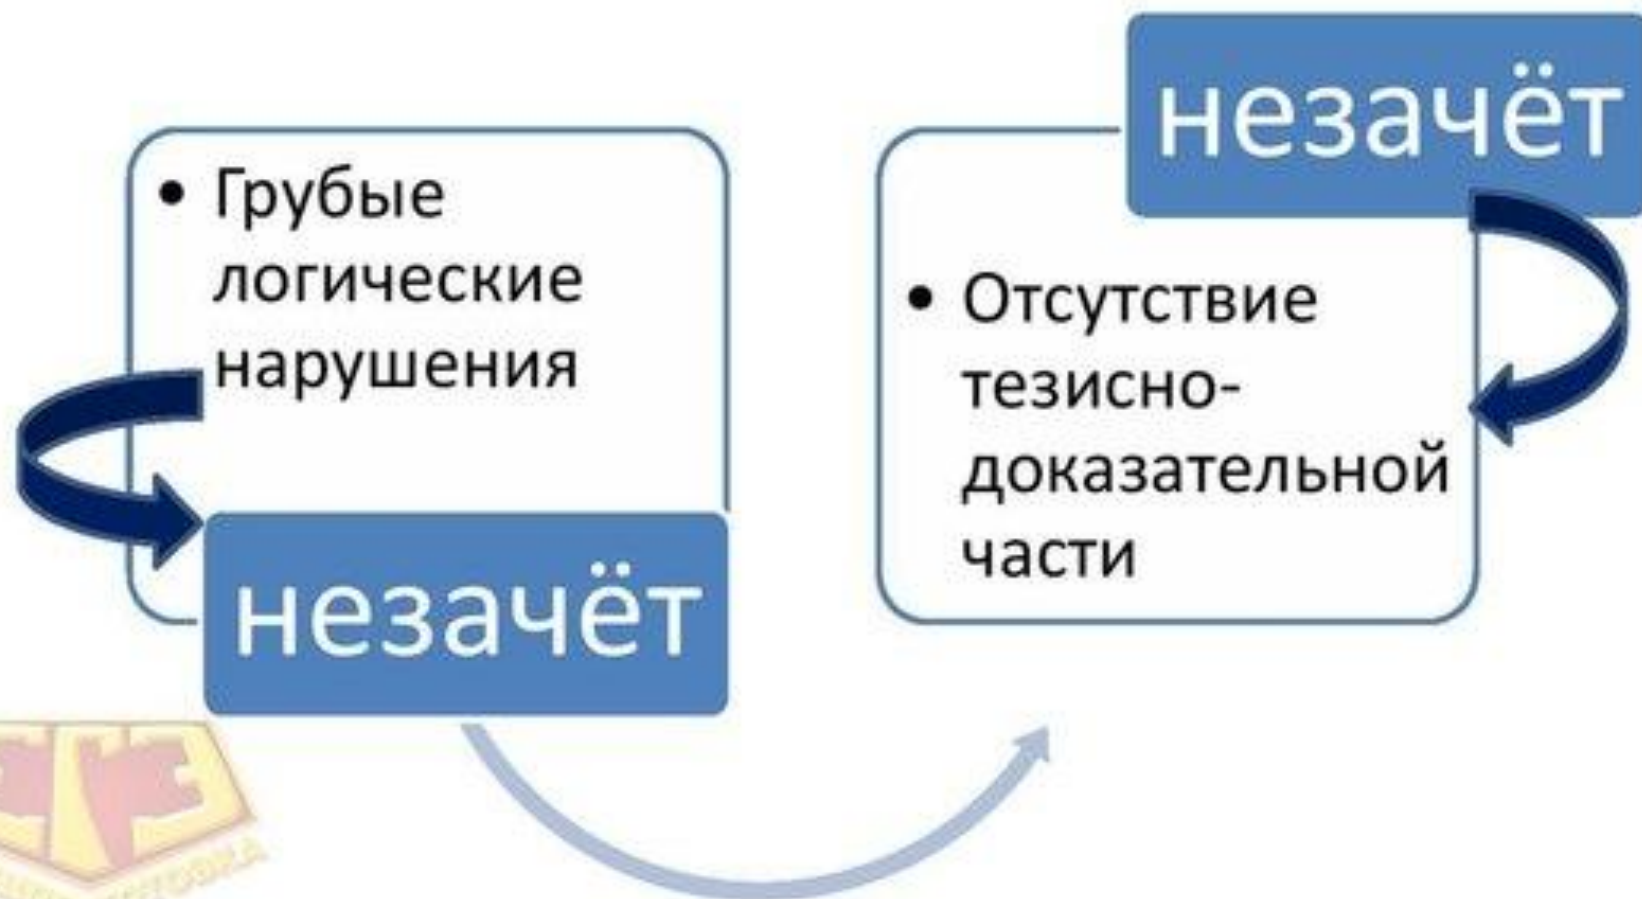 • Грубые
логические
нарушения
незачёт
незачёт
• Отсутствие
тезисно-
доказательной
части